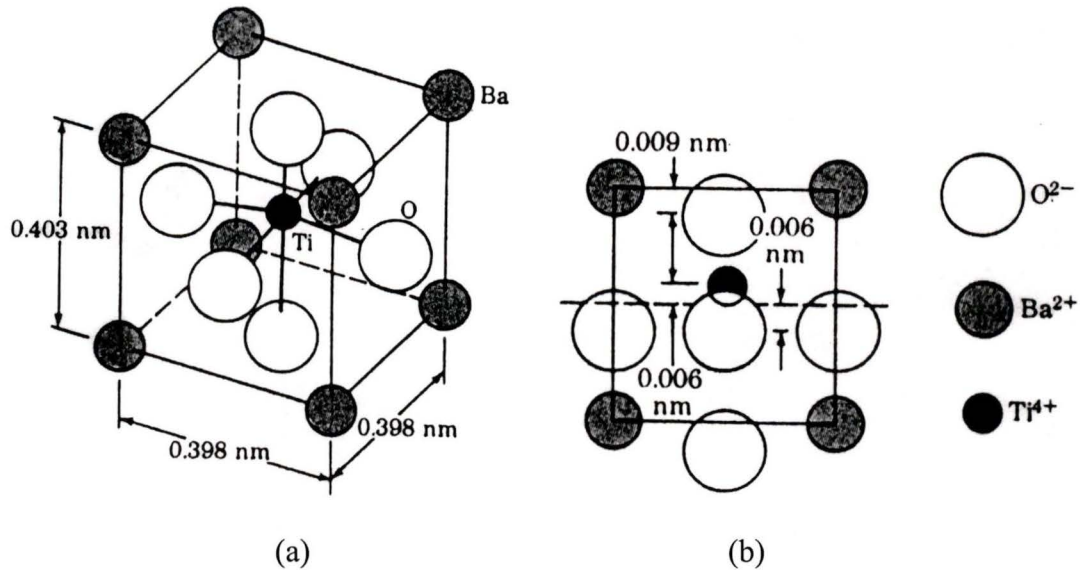 Ba
O
Ti
0.403 nm
0.398 nm
0.398 nm
(a)
0.009 nm
0.006
nm
0.006
nm
O²⁻
Ba²⁺
Ti⁴⁺
(b)